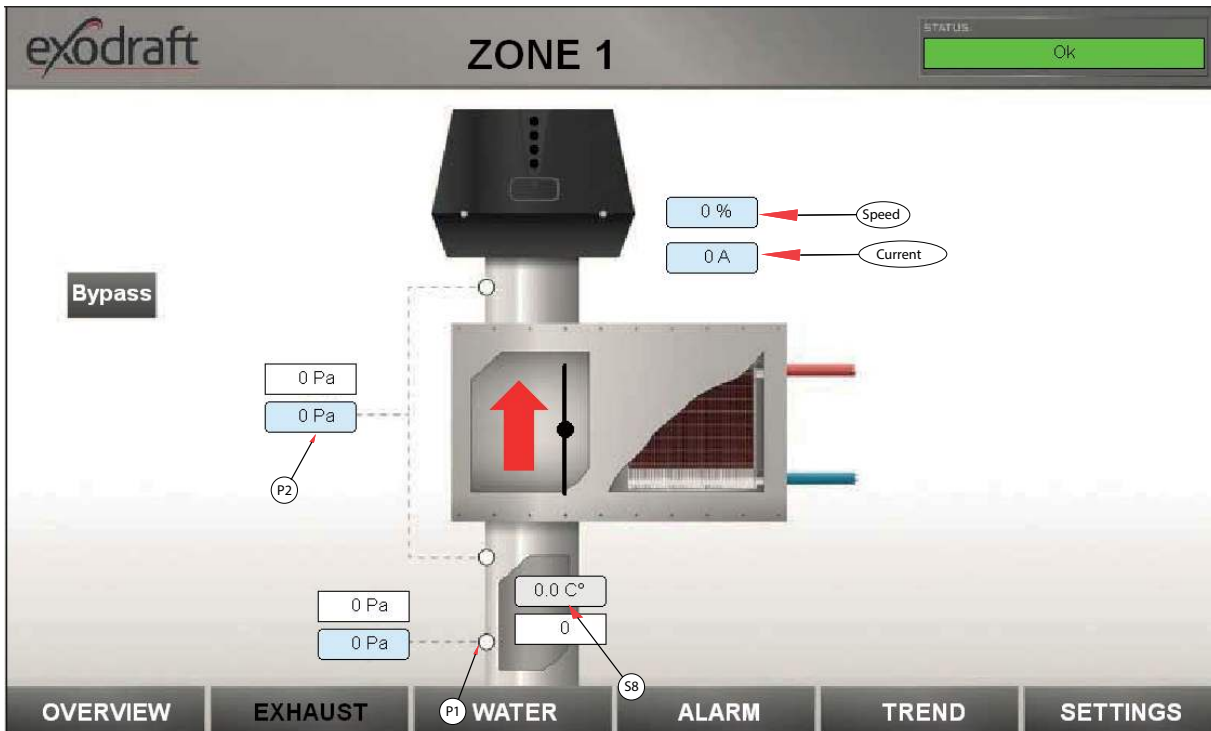 exodraft
ZONE 1
STATUS:
Ok
0 %
Speed
0 A
Current
Bypass
0 Pa
0 Pa
P2
0.0 C°
0 Pa
0
0 Pa
S8
P1
OVERVIEW
EXHAUST
WATER
ALARM
TREND
SETTINGS